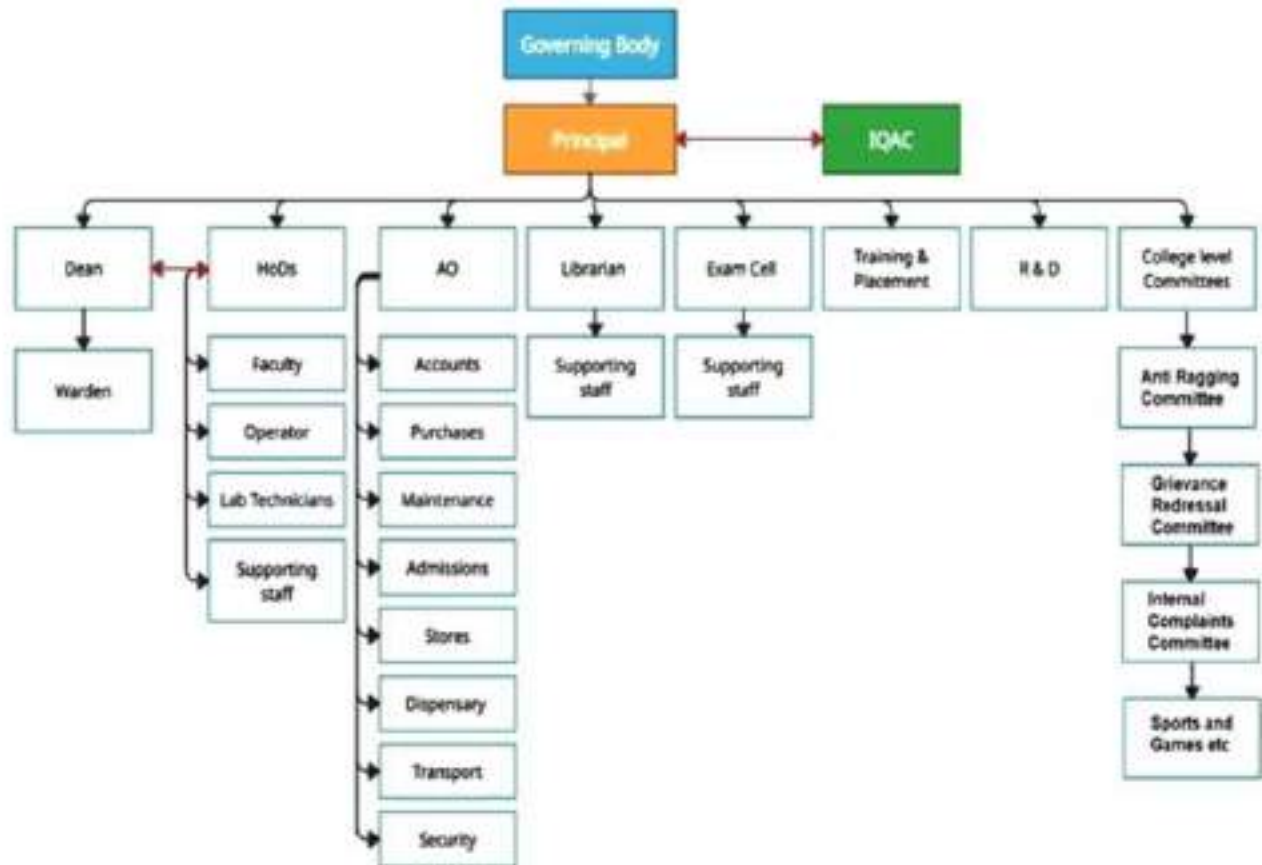 Governing Body
Principal
IQAC
Dean
HoDs
AO
Librarian
Exam Cell
Training &
Placement
R & D
College level
Committees
Warden
Faculty
Operator
Lab Technicians
Supporting
staff
Accounts
Purchases
Maintenance
Admissions
Stores
Dispensary
Transport
Security
Supporting
staff
Supporting
staff
Anti Ragging
Committee
Grievance
Redressal
Committee
Internal
Complaints
Committee
Sports and
Games etc